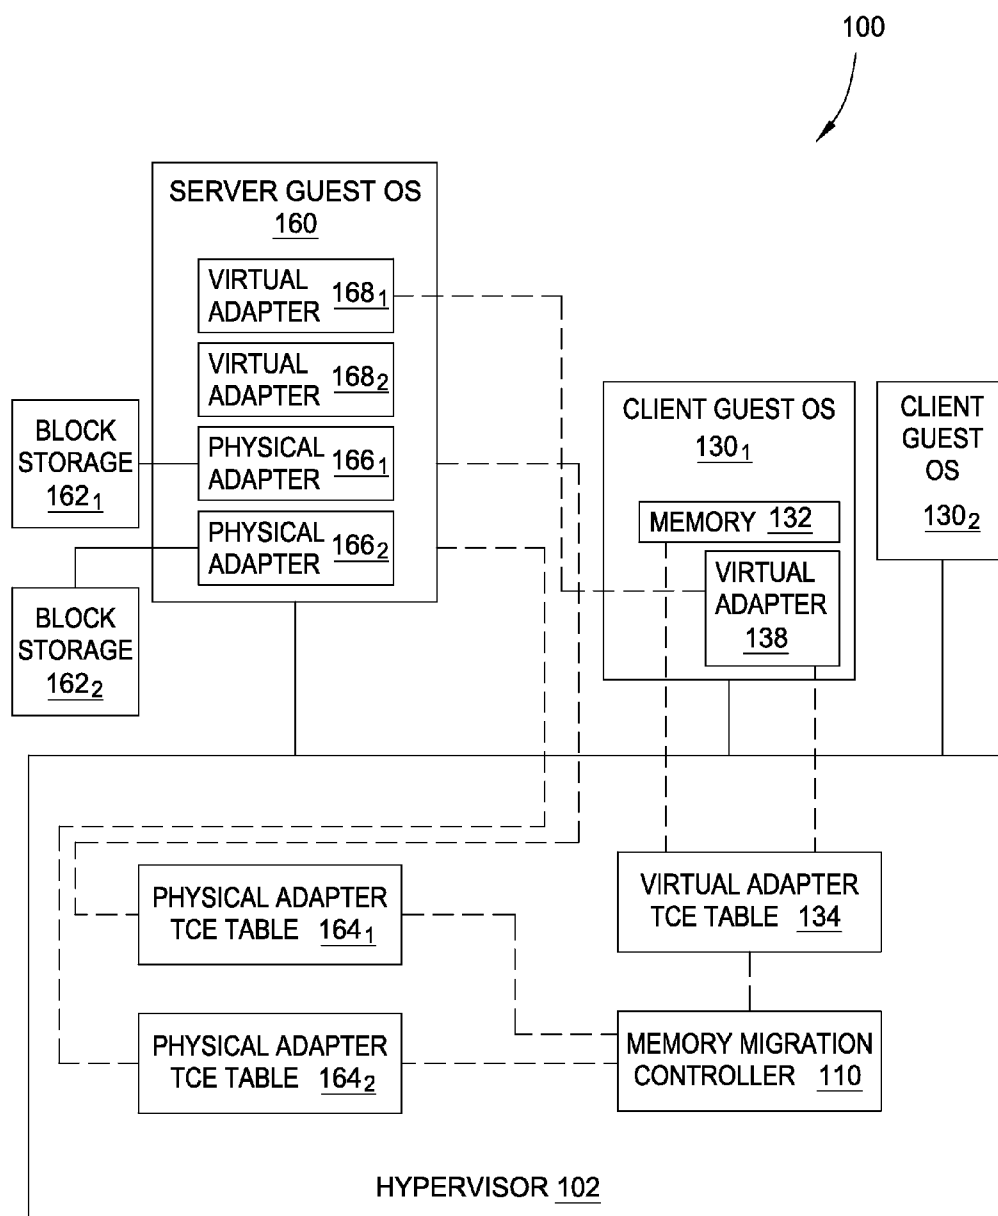 100
SERVER GUEST OS
160
VIRTUAL
ADAPTER 168₁
VIRTUAL
ADAPTER 168₂
PHYSICAL
ADAPTER 166₁
PHYSICAL
ADAPTER 166₂
BLOCK
STORAGE
162₁
BLOCK
STORAGE
162₂
CLIENT GUEST OS
130₁
MEMORY 132
VIRTUAL
ADAPTER
138
CLIENT
GUEST
OS
130₂
PHYSICAL ADAPTER
TCE TABLE 164₁
PHYSICAL ADAPTER
TCE TABLE 164₂
VIRTUAL ADAPTER
TCE TABLE 134
MEMORY MIGRATION
CONTROLLER 110
HYPERVISOR 102